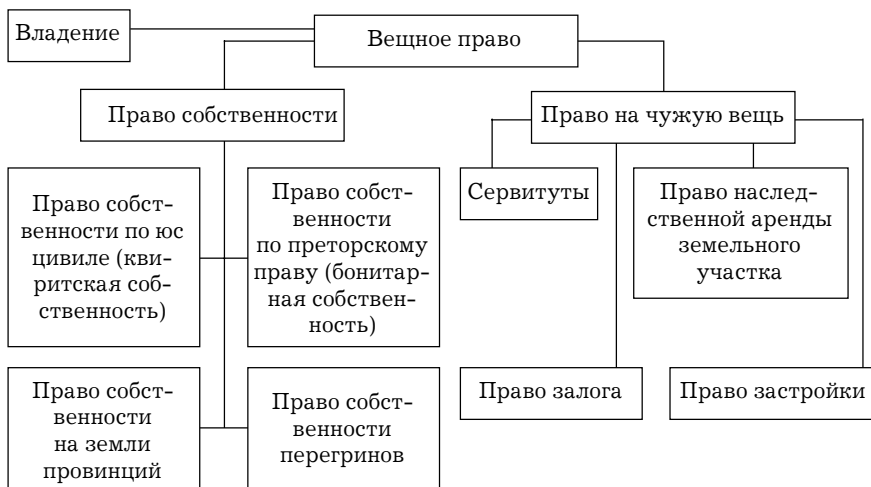 Владение
Вещное право
Право собственности
Право на чужую вещь
Право собст-
венности по юс
цивиле (кви-
ритская соб-
ственность)
Право собст-
венности
по преторскому
праву (бонитар-
ная собствен-
ность)
Сервитуты
Право наслед-
ственной аренды
земельного
участка
Право собст-
венности
на земли
провинций
Право собст-
венности
перегринов
Право залога
Право застройки